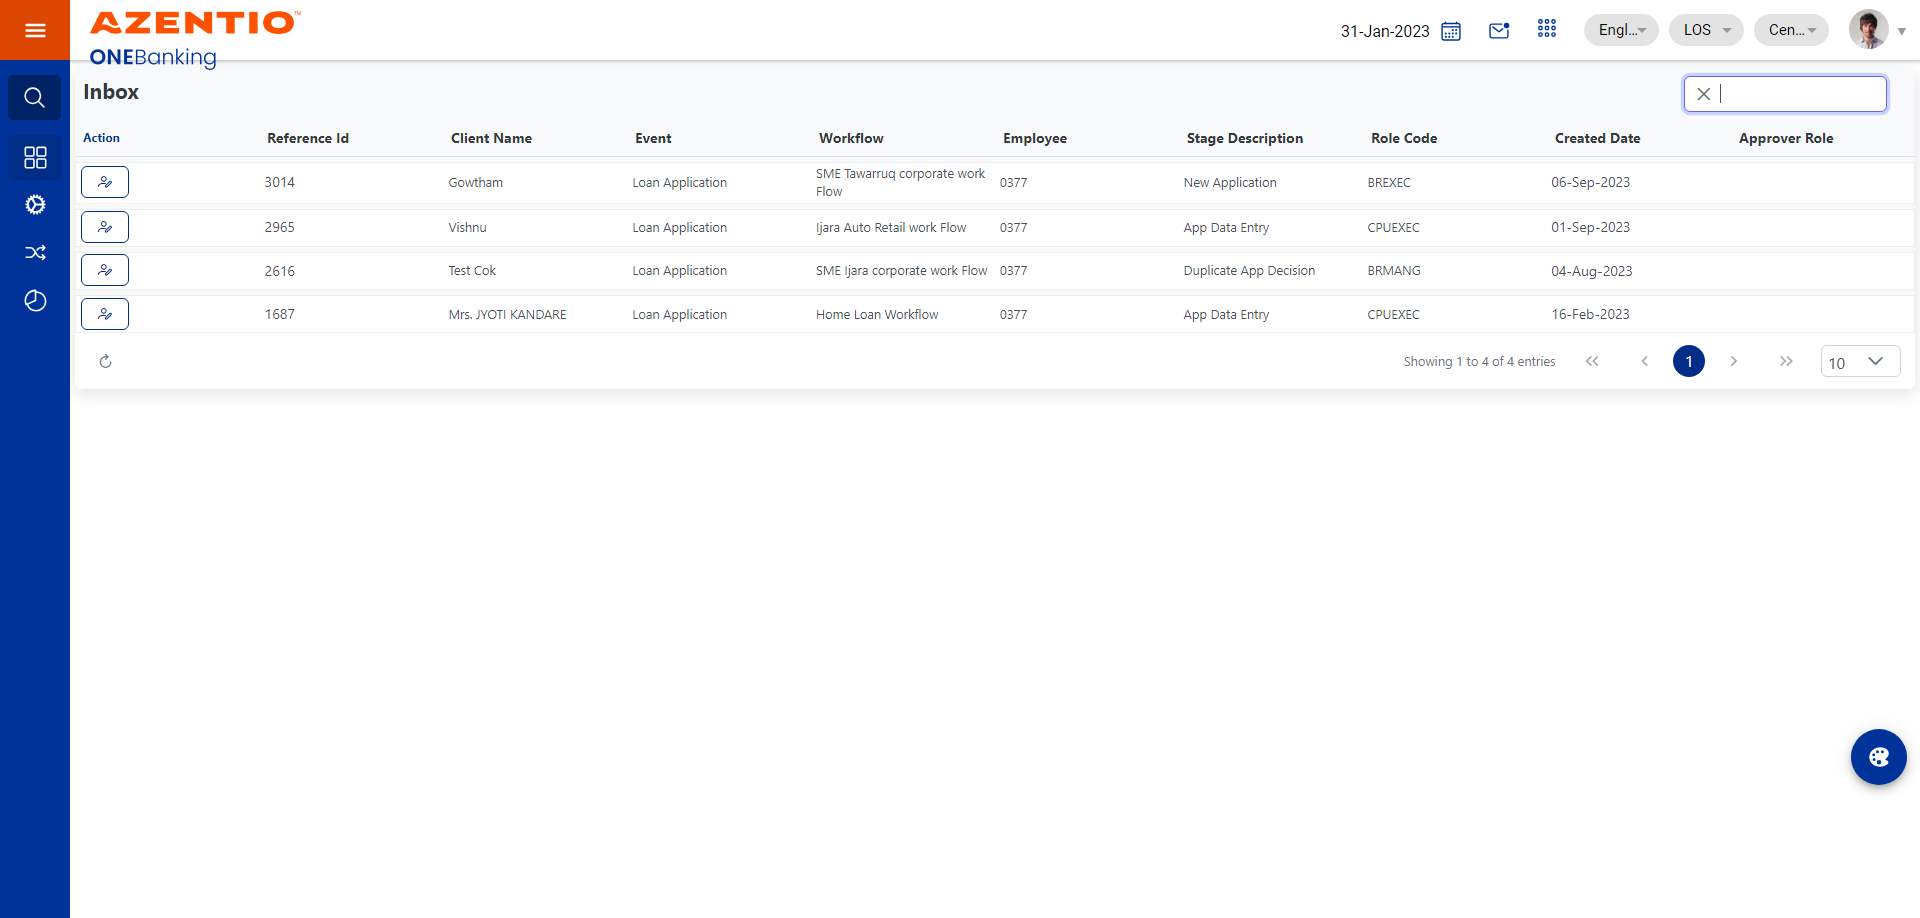 AZENTIO™
ONEBanking
31-Jan-2023 Engl... LOS Cen...
Inbox
Action Reference Id Client Name Event Workflow Employee Stage Description Role Code Created Date Approver Role
3014 Gowtham Loan Application SME Tawarruq corporate work Flow 0377 New Application BREXEC 06-Sep-2023
2965 Vishnu Loan Application Ijara Auto Retail work Flow 0377 App Data Entry CPUEXEC 01-Sep-2023
2616 Test Cok Loan Application SME Ijara corporate work Flow 0377 Duplicate App Decision BRMANG 04-Aug-2023
1687 Mrs. JYOTI KANDARE Loan Application Home Loan Workflow 0377 App Data Entry CPUEXEC 16-Feb-2023
Showing 1 to 4 of 4 entries 1 10